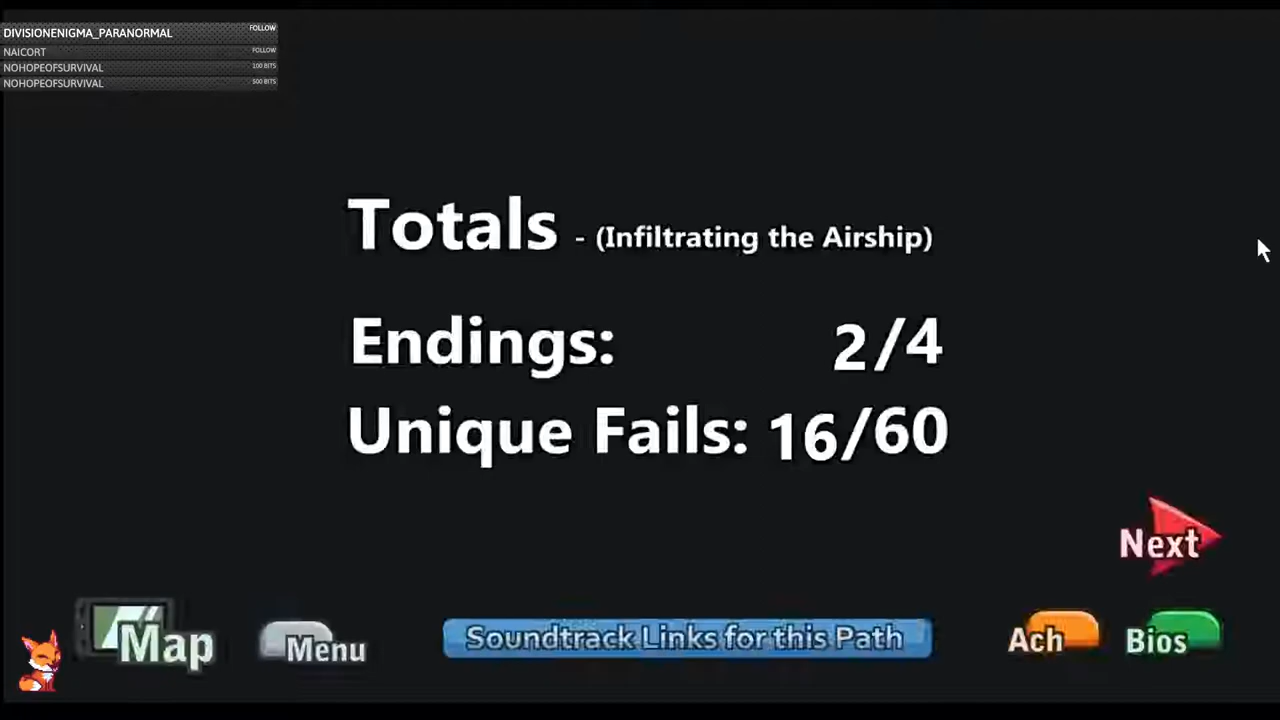 DIVISIONENIGMA_PARANORMAL FOLLOW
NAICORT FOLLOW
NOHOPEOFSURVIVAL 100 BITS
NOHOPEOFSURVIVAL 500 BITS
Totals - (Infiltrating the Airship)
Endings: 2/4
Unique Fails: 16/60
Next
Map Menu Soundtrack Links for this Path Ach Bios